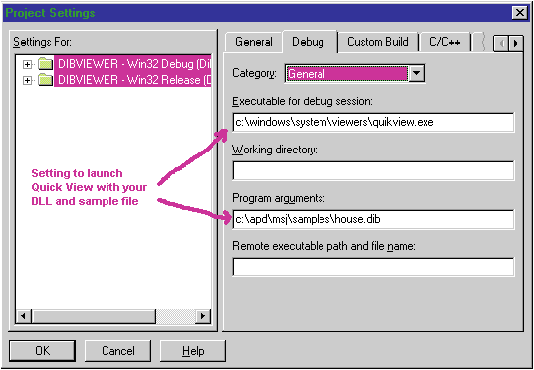 Project Settings
Settings For:
DIBVIEWER - Win32 Debug (Di
DIBVIEWER - Win32 Release (D
Setting to launch
Quick View with your
DLL and sample file
General
Debug
Custom Build
C/C++
Category:
General
Executable for debug session:
c:\windows\system\viewers\quikview.exe
Working directory:
Program arguments:
c:\apd\msj\samples\house.dib
Remote executable path and file name:
OK
Cancel
Help